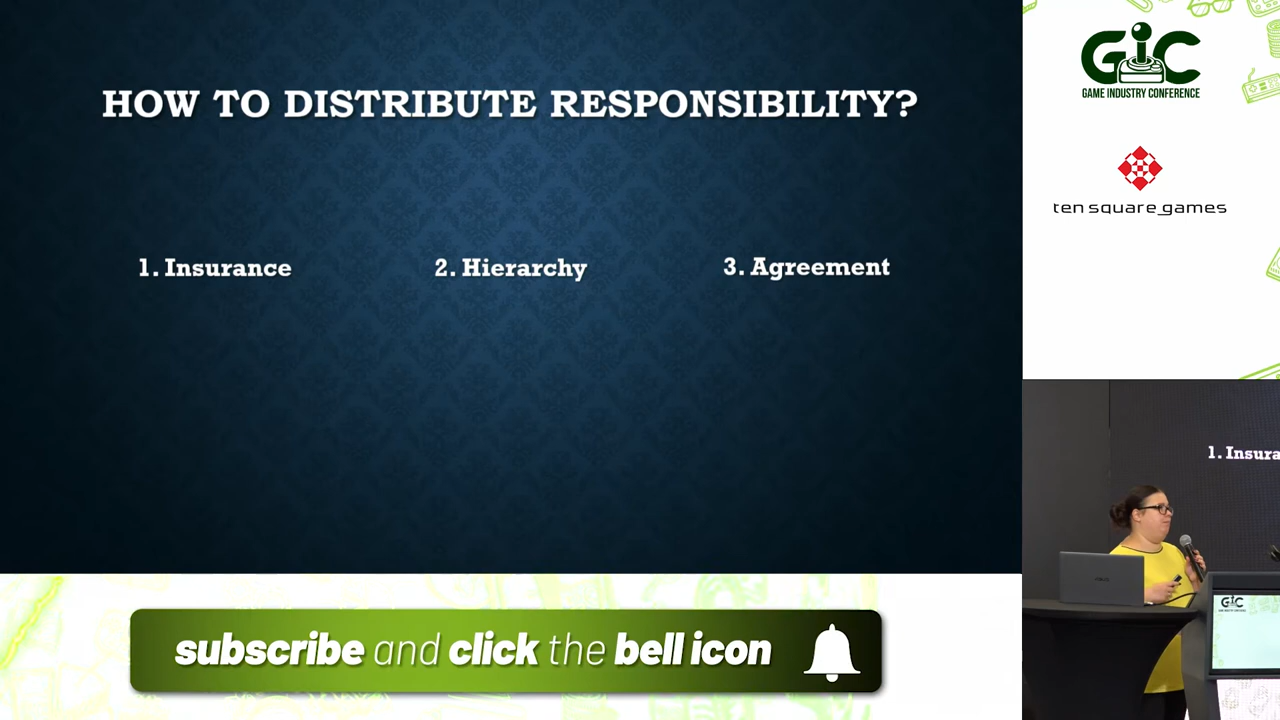 HOW TO DISTRIBUTE RESPONSIBILITY?
1. Insurance
2. Hierarchy
3. Agreement
GIC
GAME INDUSTRY CONFERENCE
ten square games
1. Insura
GIC
subscribe and click the bell icon